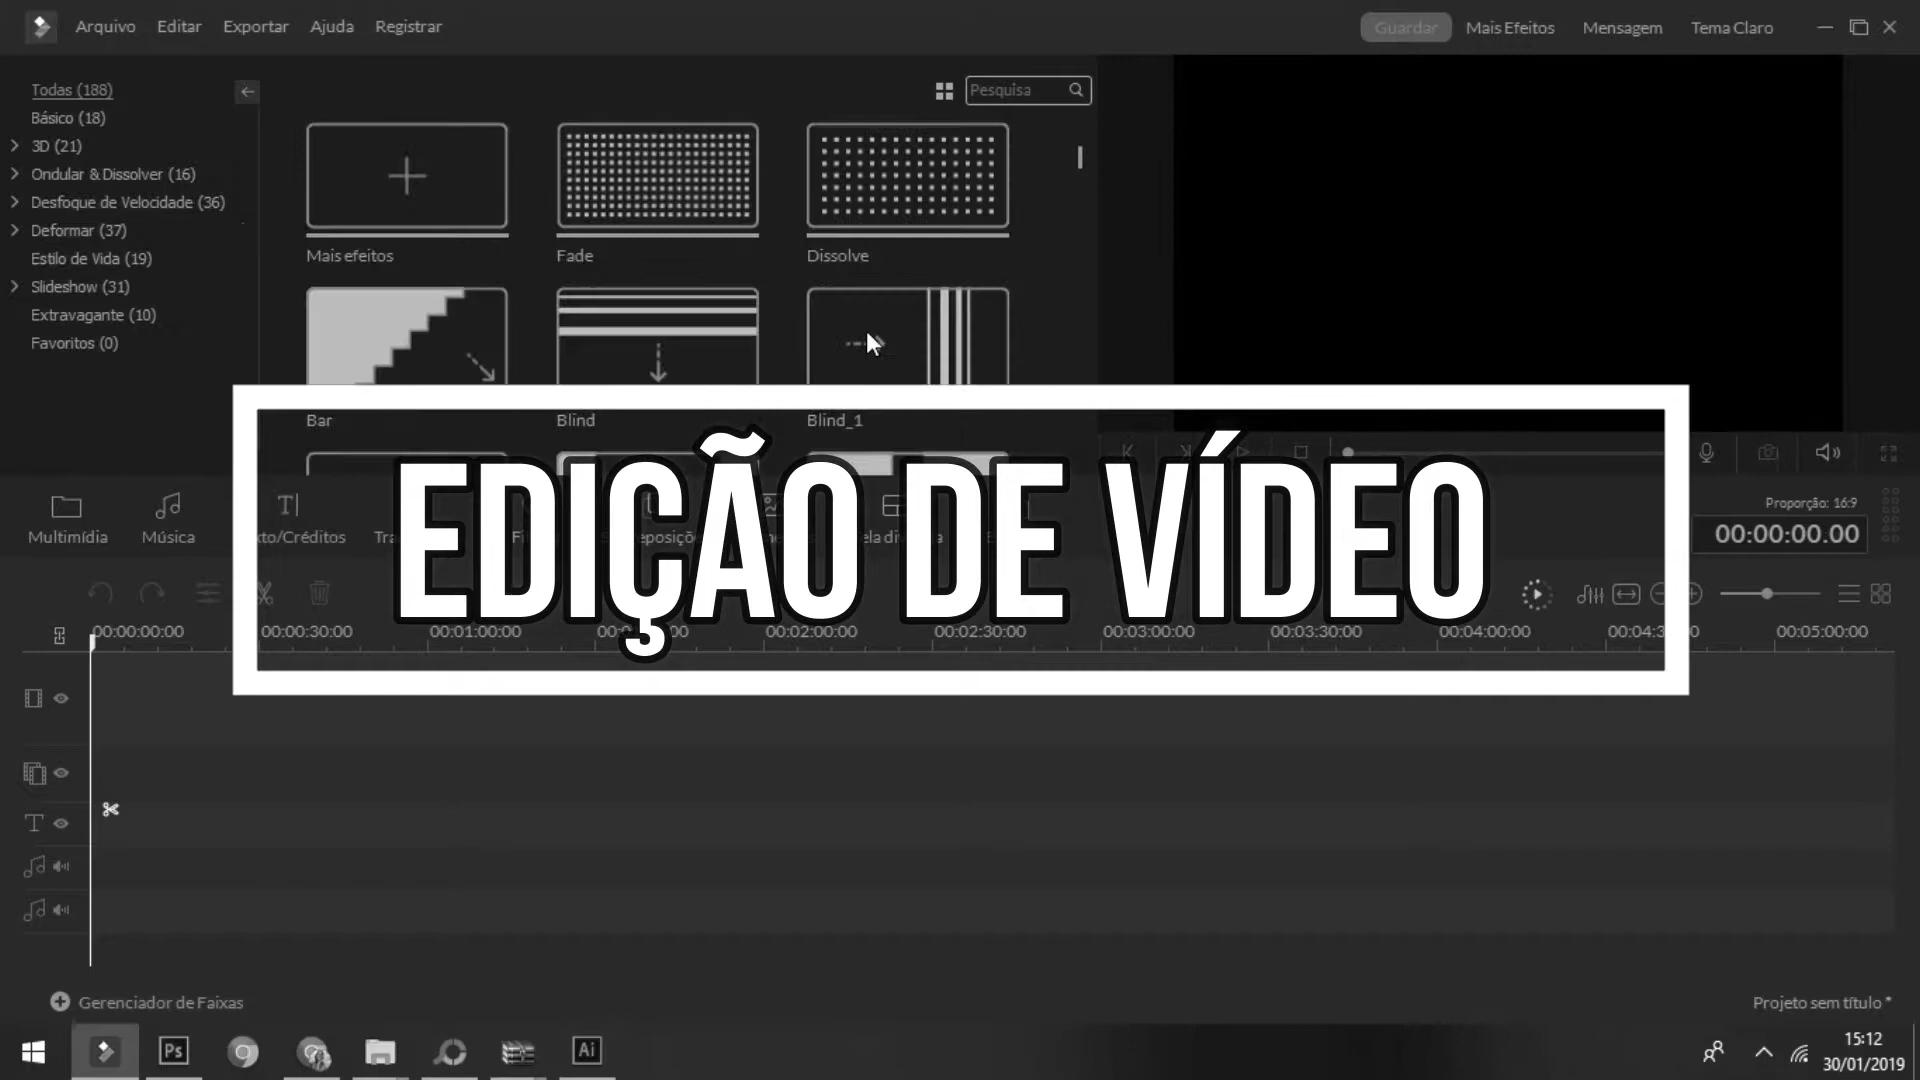 Arquivo Editar Exportar Ajuda Registrar Guardar Mais Efeitos Mensagem Tema Claro
Todas (188)
Básico (18)
3D (21)
Ondular & Dissolver (16)
Desfoque de Velocidade (36)
Deformar (37)
Estilo de Vida (19)
Slideshow (31)
Extravagante (10)
Favoritos (0)
Pesquisa
Mais efeitos Fade Dissolve
Bar Blind Blind_1
EDIÇÃO DE VÍDEO
Multimídia Música
Proporção: 16:9
00:00:00.00
00:00:00:00 00:00:30:00 00:01:00:00 00:02:00:00 00:02:30:00 00:03:00:00 00:03:30:00 00:04:00:00 00:05:00:00
Gerenciador de Faixas
Projeto sem título *
Ps
Ai
15:12
30/01/2019